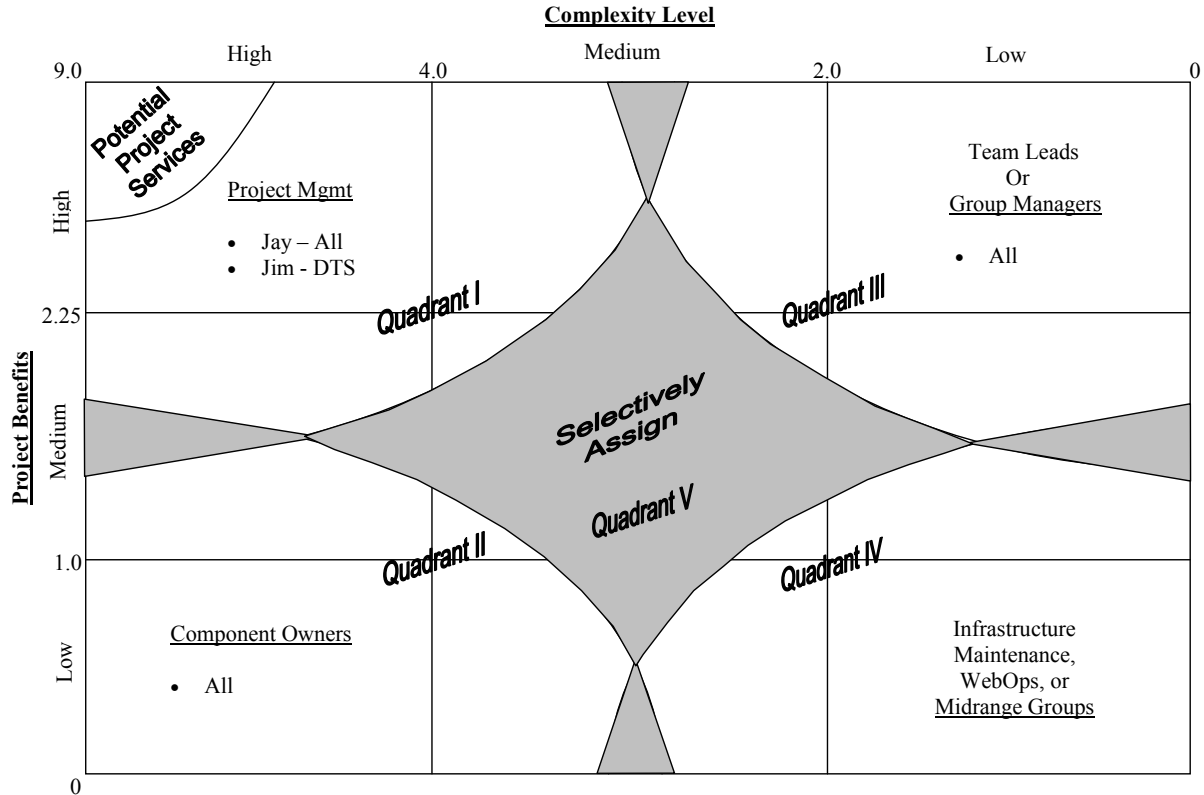 Complexity Level
High
Medium
Low
9.0
4.0
2.0
0
Potential
Project
Services
High
Project Mgmt
• Jay – All
• Jim - DTS
Team Leads
Or
Group Managers
• All
Quadrant I
Quadrant III
2.25
Project Benefits
Medium
Selectively
Assign
Quadrant V
Quadrant II
Quadrant IV
1.0
Low
Component Owners
• All
Infrastructure
Maintenance,
WebOps, or
Midrange Groups
0